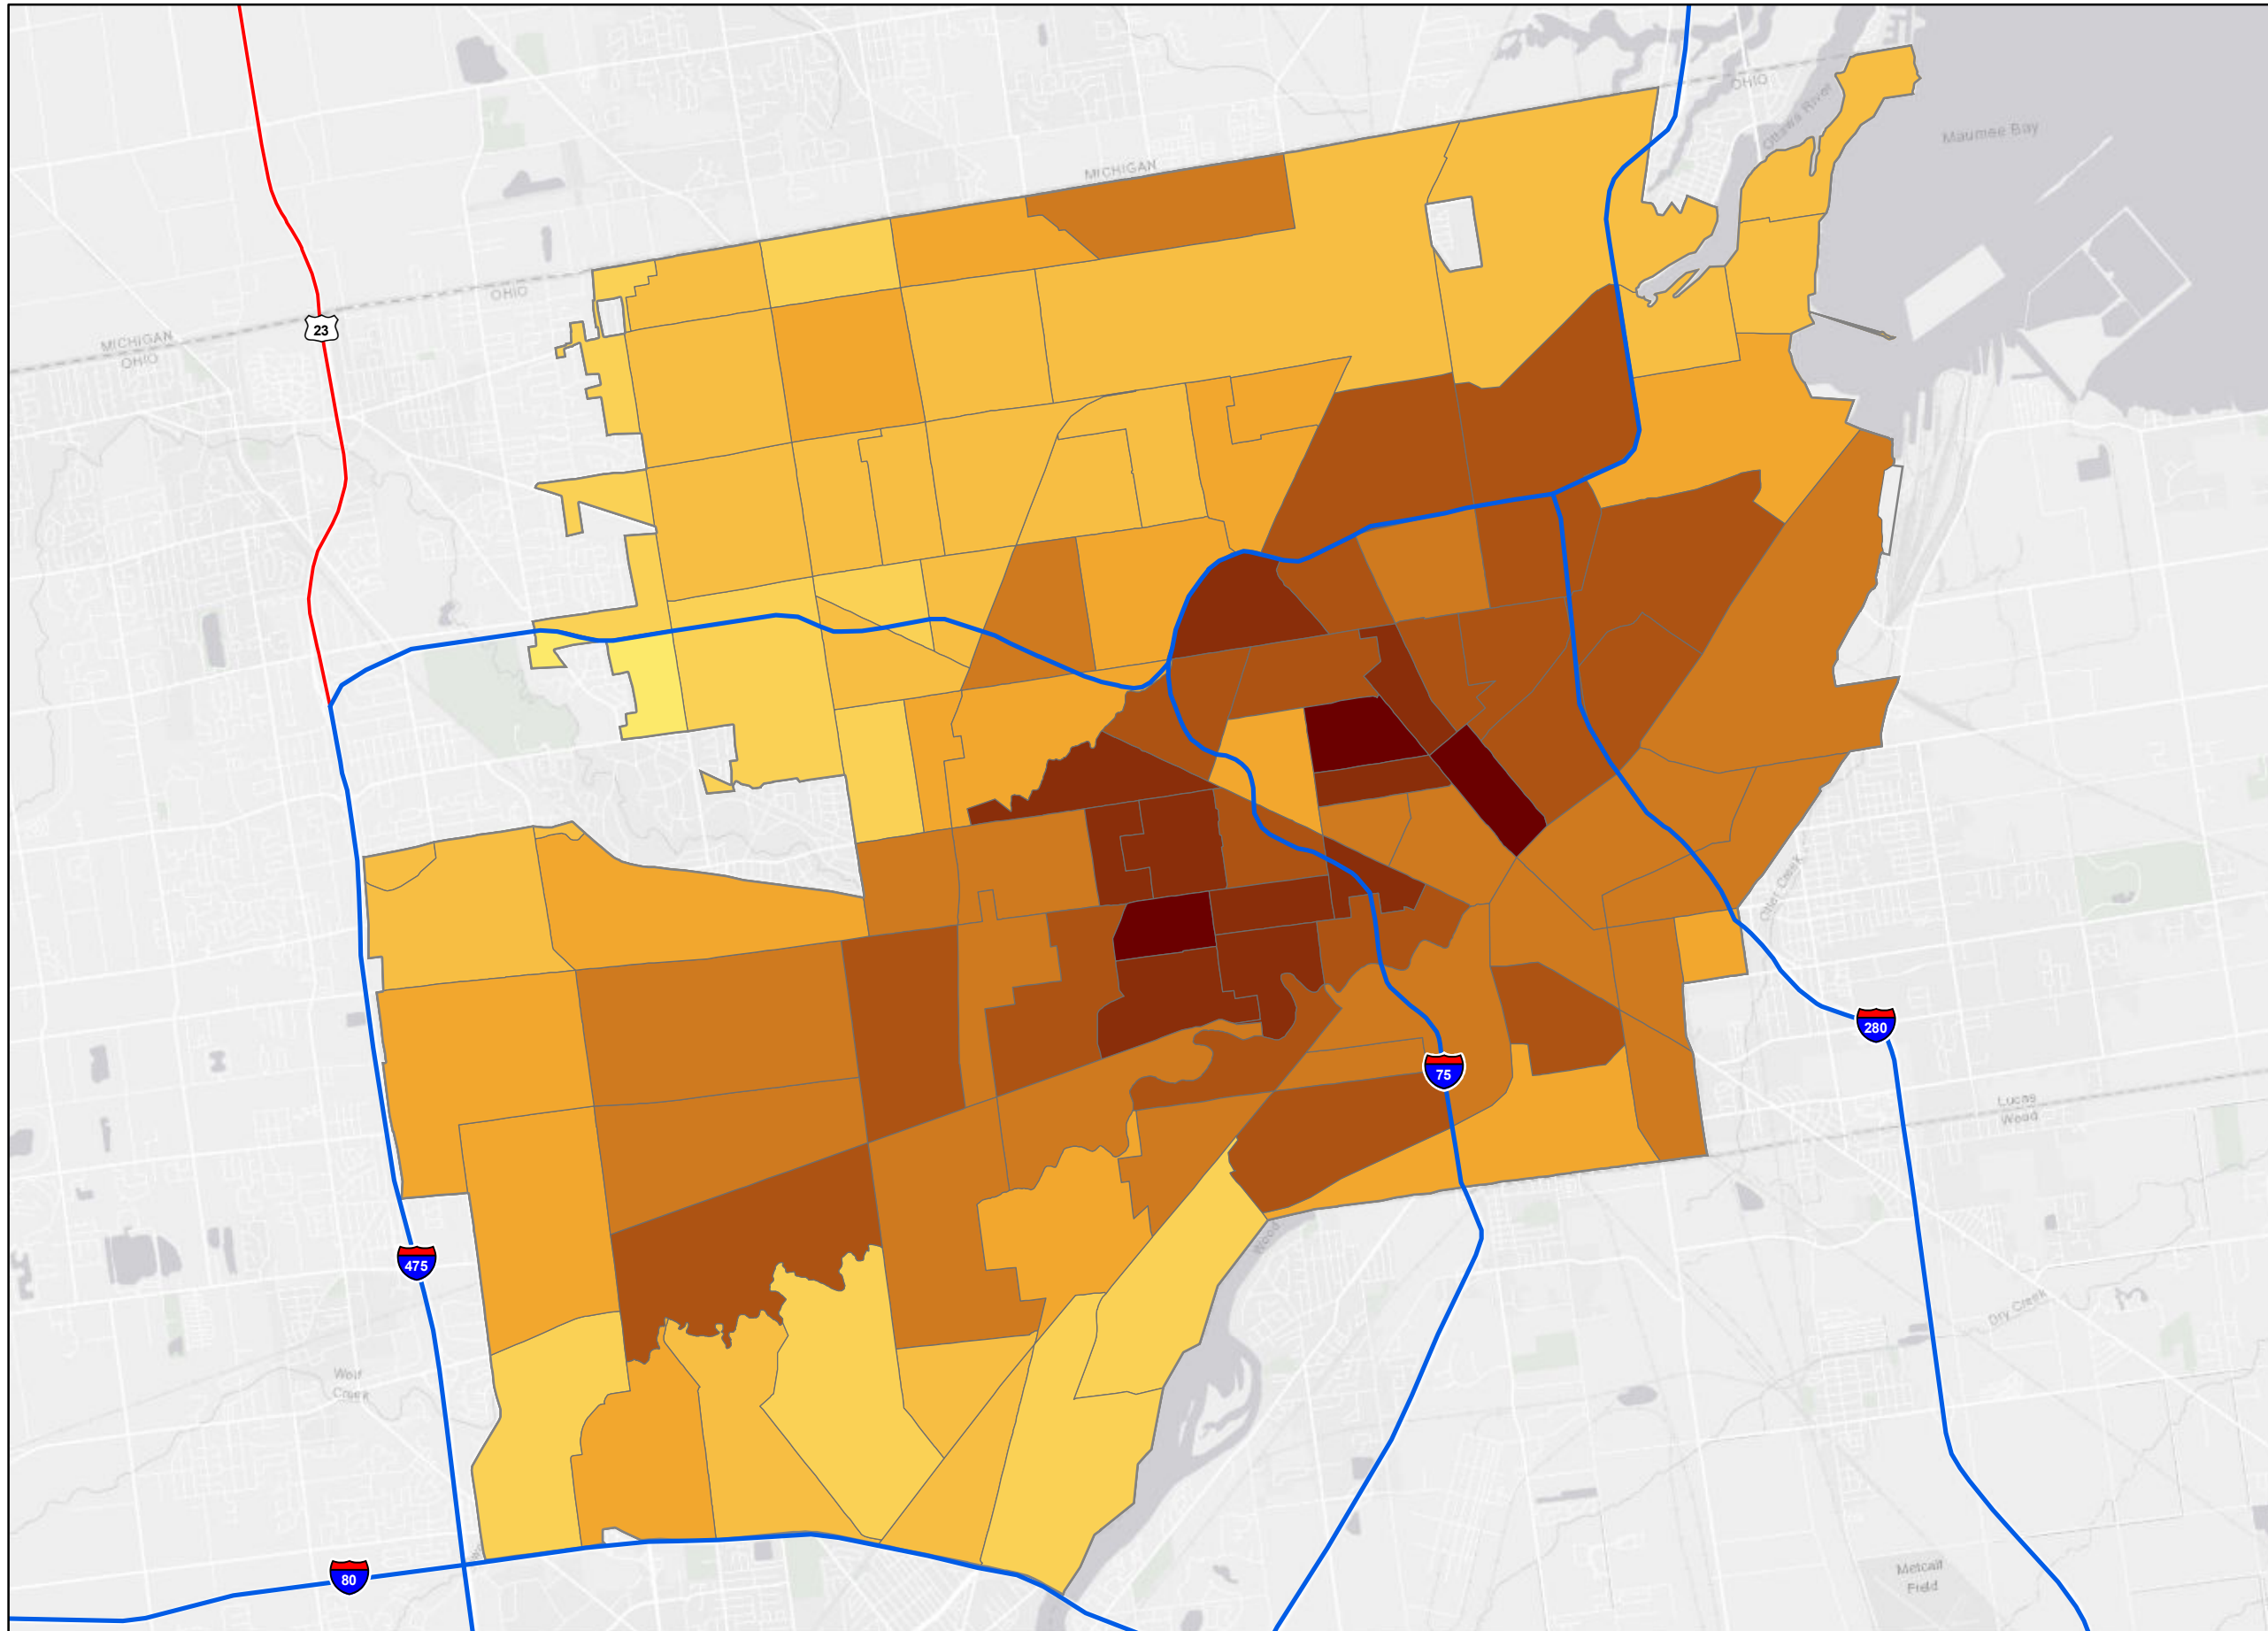 OHIO
Ottawa River
Maumee Bay
MICHIGAN
OHIO
23
MICHIGAN
OHIO
Otter Creek
280
75
Lucas
Wood
Wood
475
Dry Creek
Wolf
Creek
80
Metcalf
Field